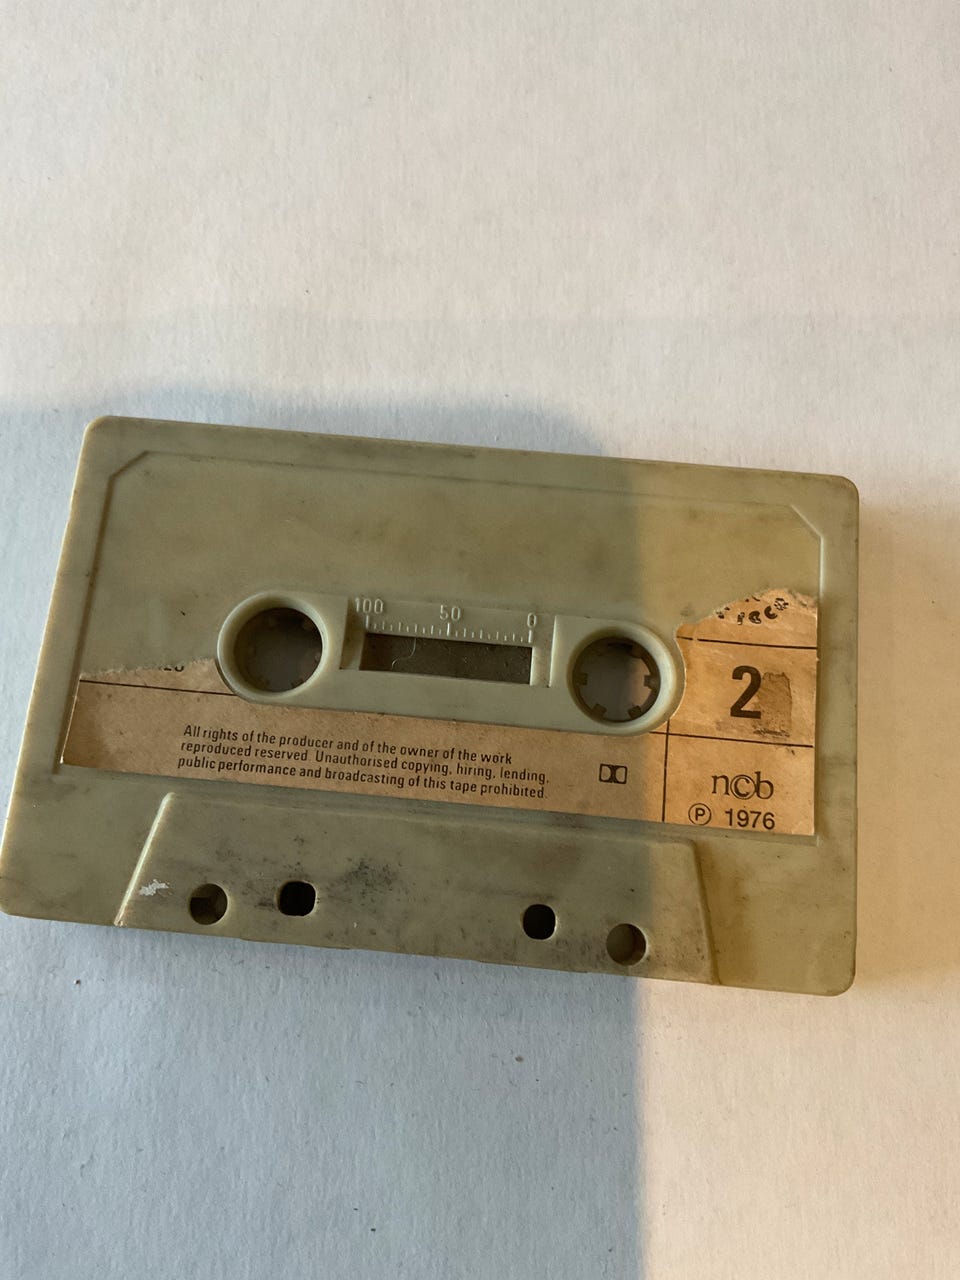 100 50 0
2
All rights of the producer and of the owner of the work
reproduced reserved. Unauthorised copying, hiring, lending,
public performance and broadcasting of this tape prohibited.
ncb
℗ 1976